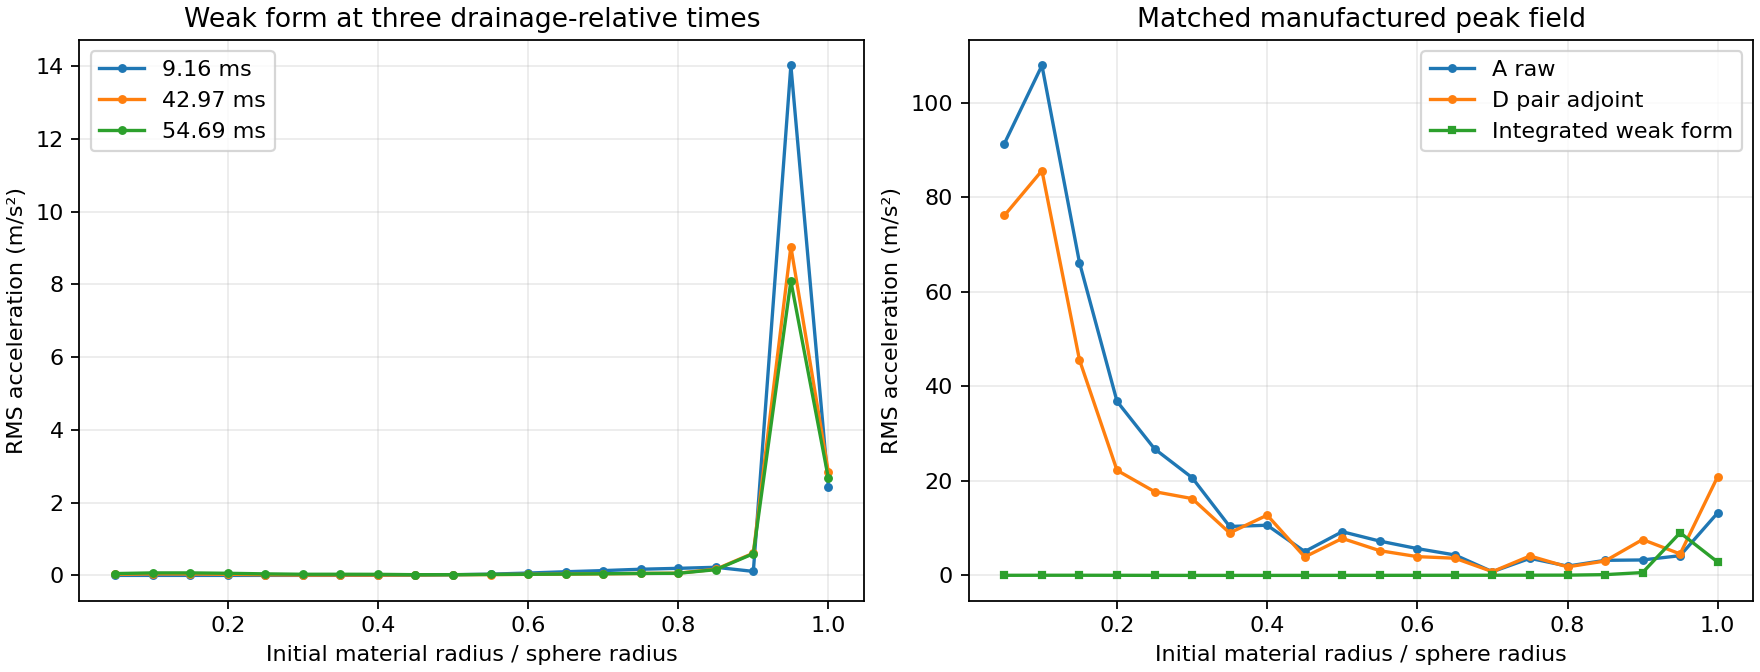 Weak form at three drainage-relative times
9.16 ms
42.97 ms
54.69 ms
RMS acceleration (m/s²)
14
12
10
8
6
4
2
0
0.2
0.4
0.6
0.8
1.0
Initial material radius / sphere radius
Matched manufactured peak field
A raw
D pair adjoint
Integrated weak form
RMS acceleration (m/s²)
100
80
60
40
20
0
0.2
0.4
0.6
0.8
1.0
Initial material radius / sphere radius